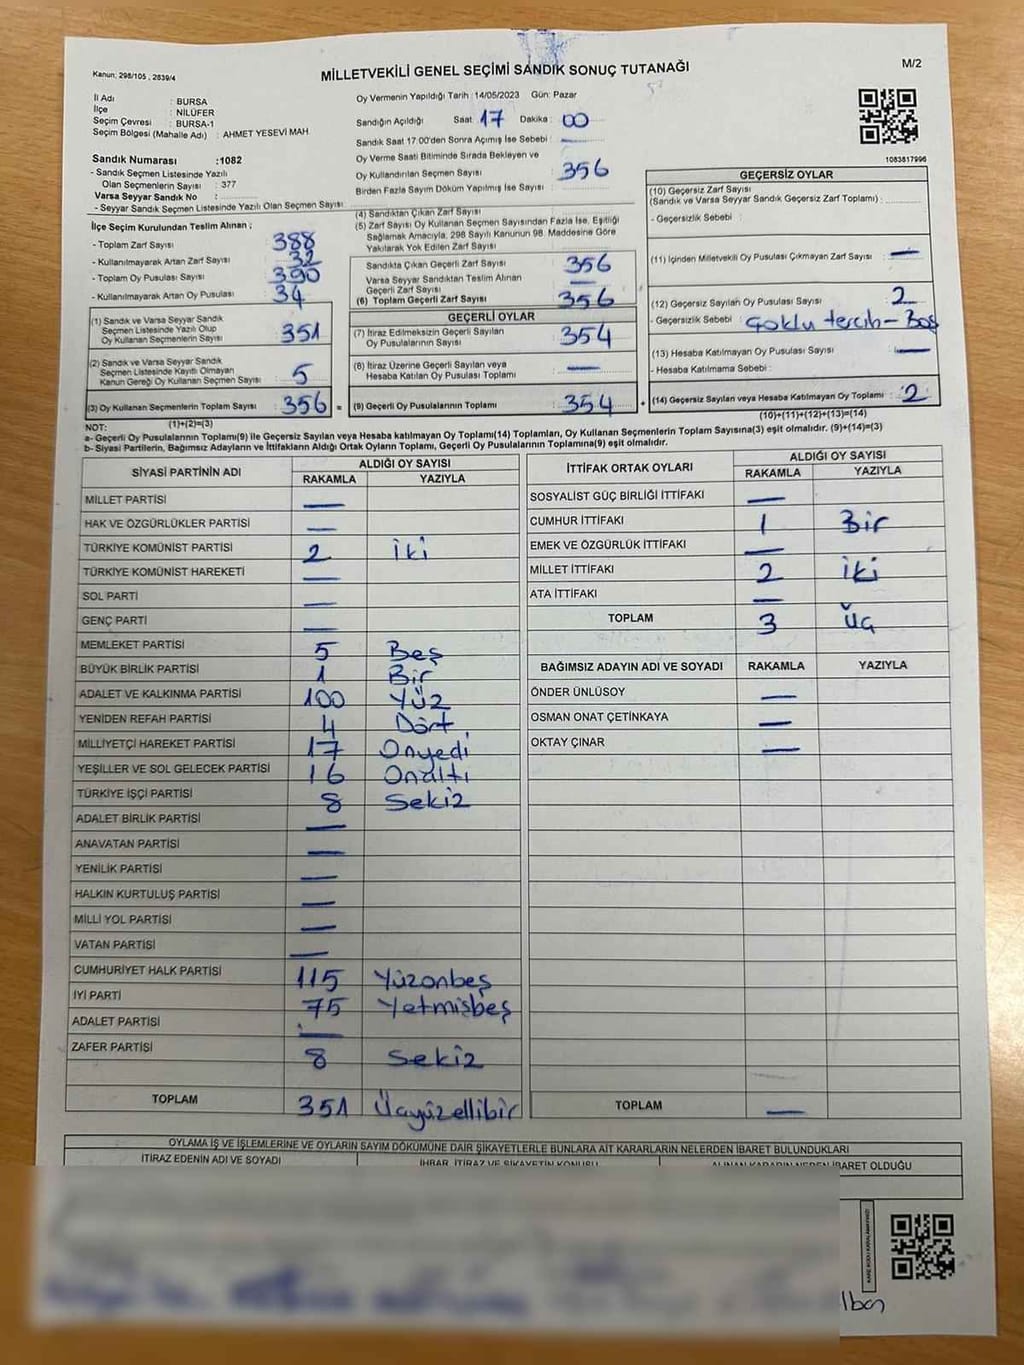 Kanun: 298/105 , 2839/4
MİLLETVEKİLİ GENEL SEÇİMİ SANDIK SONUÇ TUTANAĞI
M/2
İl Adı : BURSA
İlçe : NİLÜFER
Seçim Çevresi : BURSA-1
Seçim Bölgesi (Mahalle Adı) : AHMET YESEVİ MAH
Sandık Numarası :1082
- Sandık Seçmen Listesinde Yazılı
Olan Seçmenlerin Sayısı : 377
Varsa Seyyar Sandık No :
- Seyyar Sandık Seçmen Listesinde Yazılı Olan Seçmen Sayısı :
Oy Vermenin Yapıldığı Tarih : 14/05/2023 Gün: Pazar
Sandığın Açıldığı Saat : 17 Dakika : 00
Sandık Saat 17:00'den Sonra Açımış İse Sebebi : —
Oy Verme Saati Bitiminde Sırada Bekleyen ve
Oy Kullandırılan Seçmen Sayısı : 356
Birden Fazla Sayım Döküm Yapılmış İse Sayısı :
1083817996
İlçe Seçim Kurulundan Teslim Alınan ;
- Toplam Zarf Sayısı : 388
- Kullanılmayarak Artan Zarf Sayısı : 32
- Toplam Oy Pusulası Sayısı : 390
- Kullanılmayarak Artan Oy Pusulası : 34
(1) Sandık ve Varsa Seyyar Sandık
Seçmen Listesinde Yazılı Olup
Oy Kullanan Seçmenlerin Sayısı : 351
(2) Sandık ve Varsa Seyyar Sandık
Seçmen Listesinde Kayıtlı Olmayan
Kanun Gereği Oy Kullanan Seçmen Sayısı : 5
(3) Oy Kullanan Seçmenlerin Toplam Sayısı : 356 =
(1)+(2)=(3)
(4) Sandıktan Çıkan Zarf Sayısı :
(5) Zarf Sayısı Oy Kullanan Seçmen Sayısından Fazla İse, Eşitliği
Sağlamak Amacıyla, 298 Sayılı Kanunun 98. Maddesine Göre
Yakılarak Yok Edilen Zarf Sayısı :
Sandıkta Çıkan Geçerli Zarf Sayısı : 356
Varsa Seyyar Sandıktan Teslim Alınan
Geçerli Zarf Sayısı : —
(6) Toplam Geçerli Zarf Sayısı : 356
GEÇERLİ OYLAR
(7) İtiraz Edilmeksizin Geçerli Sayılan
Oy Pusulalarının Sayısı : 354
(8) İtiraz Üzerine Geçerli Sayılan veya
Hesaba Katılan Oy Pusulası Toplamı : —
(9) Geçerli Oy Pusulalarının Toplamı : 354 +
GEÇERSİZ OYLAR
(10) Geçersiz Zarf Sayısı
(Sandık ve Varsa Seyyar Sandık Geçersiz Zarf Toplamı) :
- Geçersizlik Sebebi :
(11) İçinden Milletvekili Oy Pusulası Çıkmayan Zarf Sayısı : —
(12) Geçersiz Sayılan Oy Pusulası Sayısı : 2
- Geçersizlik Sebebi : Çoklu tercih - Boş
(13) Hesaba Katılmayan Oy Pusulası Sayısı : —
- Hesaba Katılmama Sebebi :
(14) Geçersiz Sayılan veya Hesaba Katılmayan Oy Toplamı : 2
(10)+(11)+(12)+(13)=(14)
NOT:
a- Geçerli Oy Pusulalarının Toplamı(9) ile Geçersiz Sayılan veya Hesaba katılmayan Oy Toplamı(14) Toplamları, Oy Kullanan Seçmenlerin Toplam Sayısına(3) eşit olmalıdır. (9)+(14)=(3)
b- Siyasi Partilerin, Bağımsız Adayların ve İttifakların Aldığı Ortak Oyların Toplamı, Geçerli Oy Pusulalarının Toplamına(9) eşit olmalıdır.
SİYASİ PARTİNİN ADI ALDIĞI OY SAYISI
RAKAMLA YAZIYLA
MİLLET PARTİSİ —
HAK VE ÖZGÜRLÜKLER PARTİSİ —
TÜRKİYE KOMÜNİST PARTİSİ 2 iki
TÜRKİYE KOMÜNİST HAREKETİ —
SOL PARTİ —
GENÇ PARTİ —
MEMLEKET PARTİSİ 5 Beş
BÜYÜK BİRLİK PARTİSİ 1 Bir
ADALET VE KALKINMA PARTİSİ 100 Yüz
YENİDEN REFAH PARTİSİ 4 Dört
MİLLİYETÇİ HAREKET PARTİSİ 17 Onyedi
YEŞİLLER VE SOL GELECEK PARTİSİ 16 Onaltı
TÜRKİYE İŞÇİ PARTİSİ 8 Sekiz
ADALET BİRLİK PARTİSİ —
ANAVATAN PARTİSİ —
YENİLİK PARTİSİ —
HALKIN KURTULUŞ PARTİSİ —
MİLLİ YOL PARTİSİ —
VATAN PARTİSİ —
CUMHURİYET HALK PARTİSİ 115 Yüzonbeş
İYİ PARTİ 75 Yetmişbeş
ADALET PARTİSİ —
ZAFER PARTİSİ 8 Sekiz
TOPLAM 351 Üçyüzellibir
İTTİFAK ORTAK OYLARI ALDIĞI OY SAYISI
RAKAMLA YAZIYLA
SOSYALİST GÜÇ BİRLİĞİ İTTİFAKI —
CUMHUR İTTİFAKI 1 Bir
EMEK VE ÖZGÜRLÜK İTTİFAKI —
MİLLET İTTİFAKI 2 iki
ATA İTTİFAKI —
TOPLAM 3 Üç
BAĞIMSIZ ADAYIN ADI VE SOYADI RAKAMLA YAZIYLA
ÖNDER ÜNLÜSOY —
OSMAN ONAT ÇETİNKAYA —
OKTAY ÇINAR —
TOPLAM —
OYLAMA İŞ VE İŞLEMLERİNE VE OYLARIN SAYIM DÖKÜMÜNE DAİR ŞİKAYETLERLE BUNLARA AİT KARARLARIN NELERDEN İBARET BULUNDUKLARI
İTİRAZ EDENİN ADI VE SOYADI İHBAR, İTİRAZ VE ŞİKAYETİN KONUSU ALINAN KARARIN NEDEN İBARET OLDUĞU